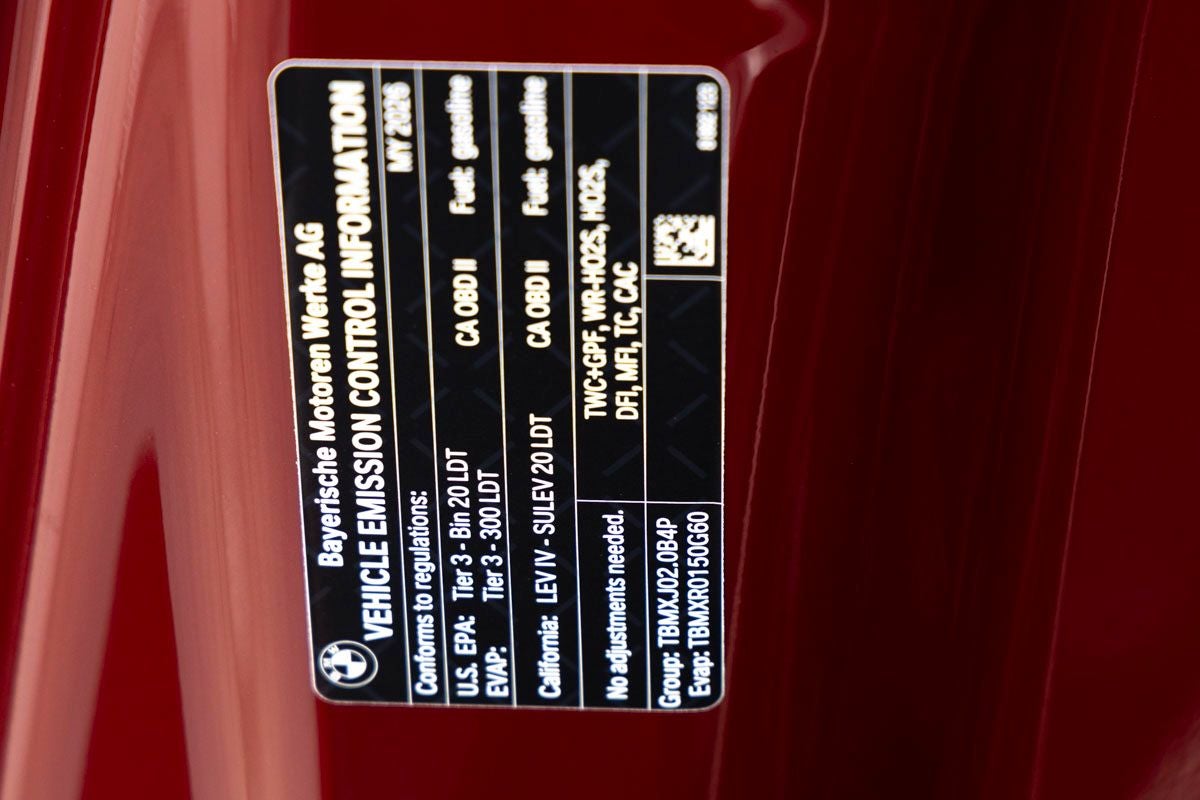 Bayerische Motoren Werke AG
VEHICLE EMISSION CONTROL INFORMATION
MY 2026
Conforms to regulations:
U.S. EPA: Tier 3 - Bin 20 LDT CA OBD II Fuel: gasoline
EVAP: Tier 3 - 300 LDT
California: LEV IV - SULEV 20 LDT CA OBD II Fuel: gasoline
No adjustments needed.
TWC+GPF, WR-HO2S, HO2S,
DFI, MFI, TC, CAC
Group: TBMXJ02.0B4P
Evap: TBMXR0150G60